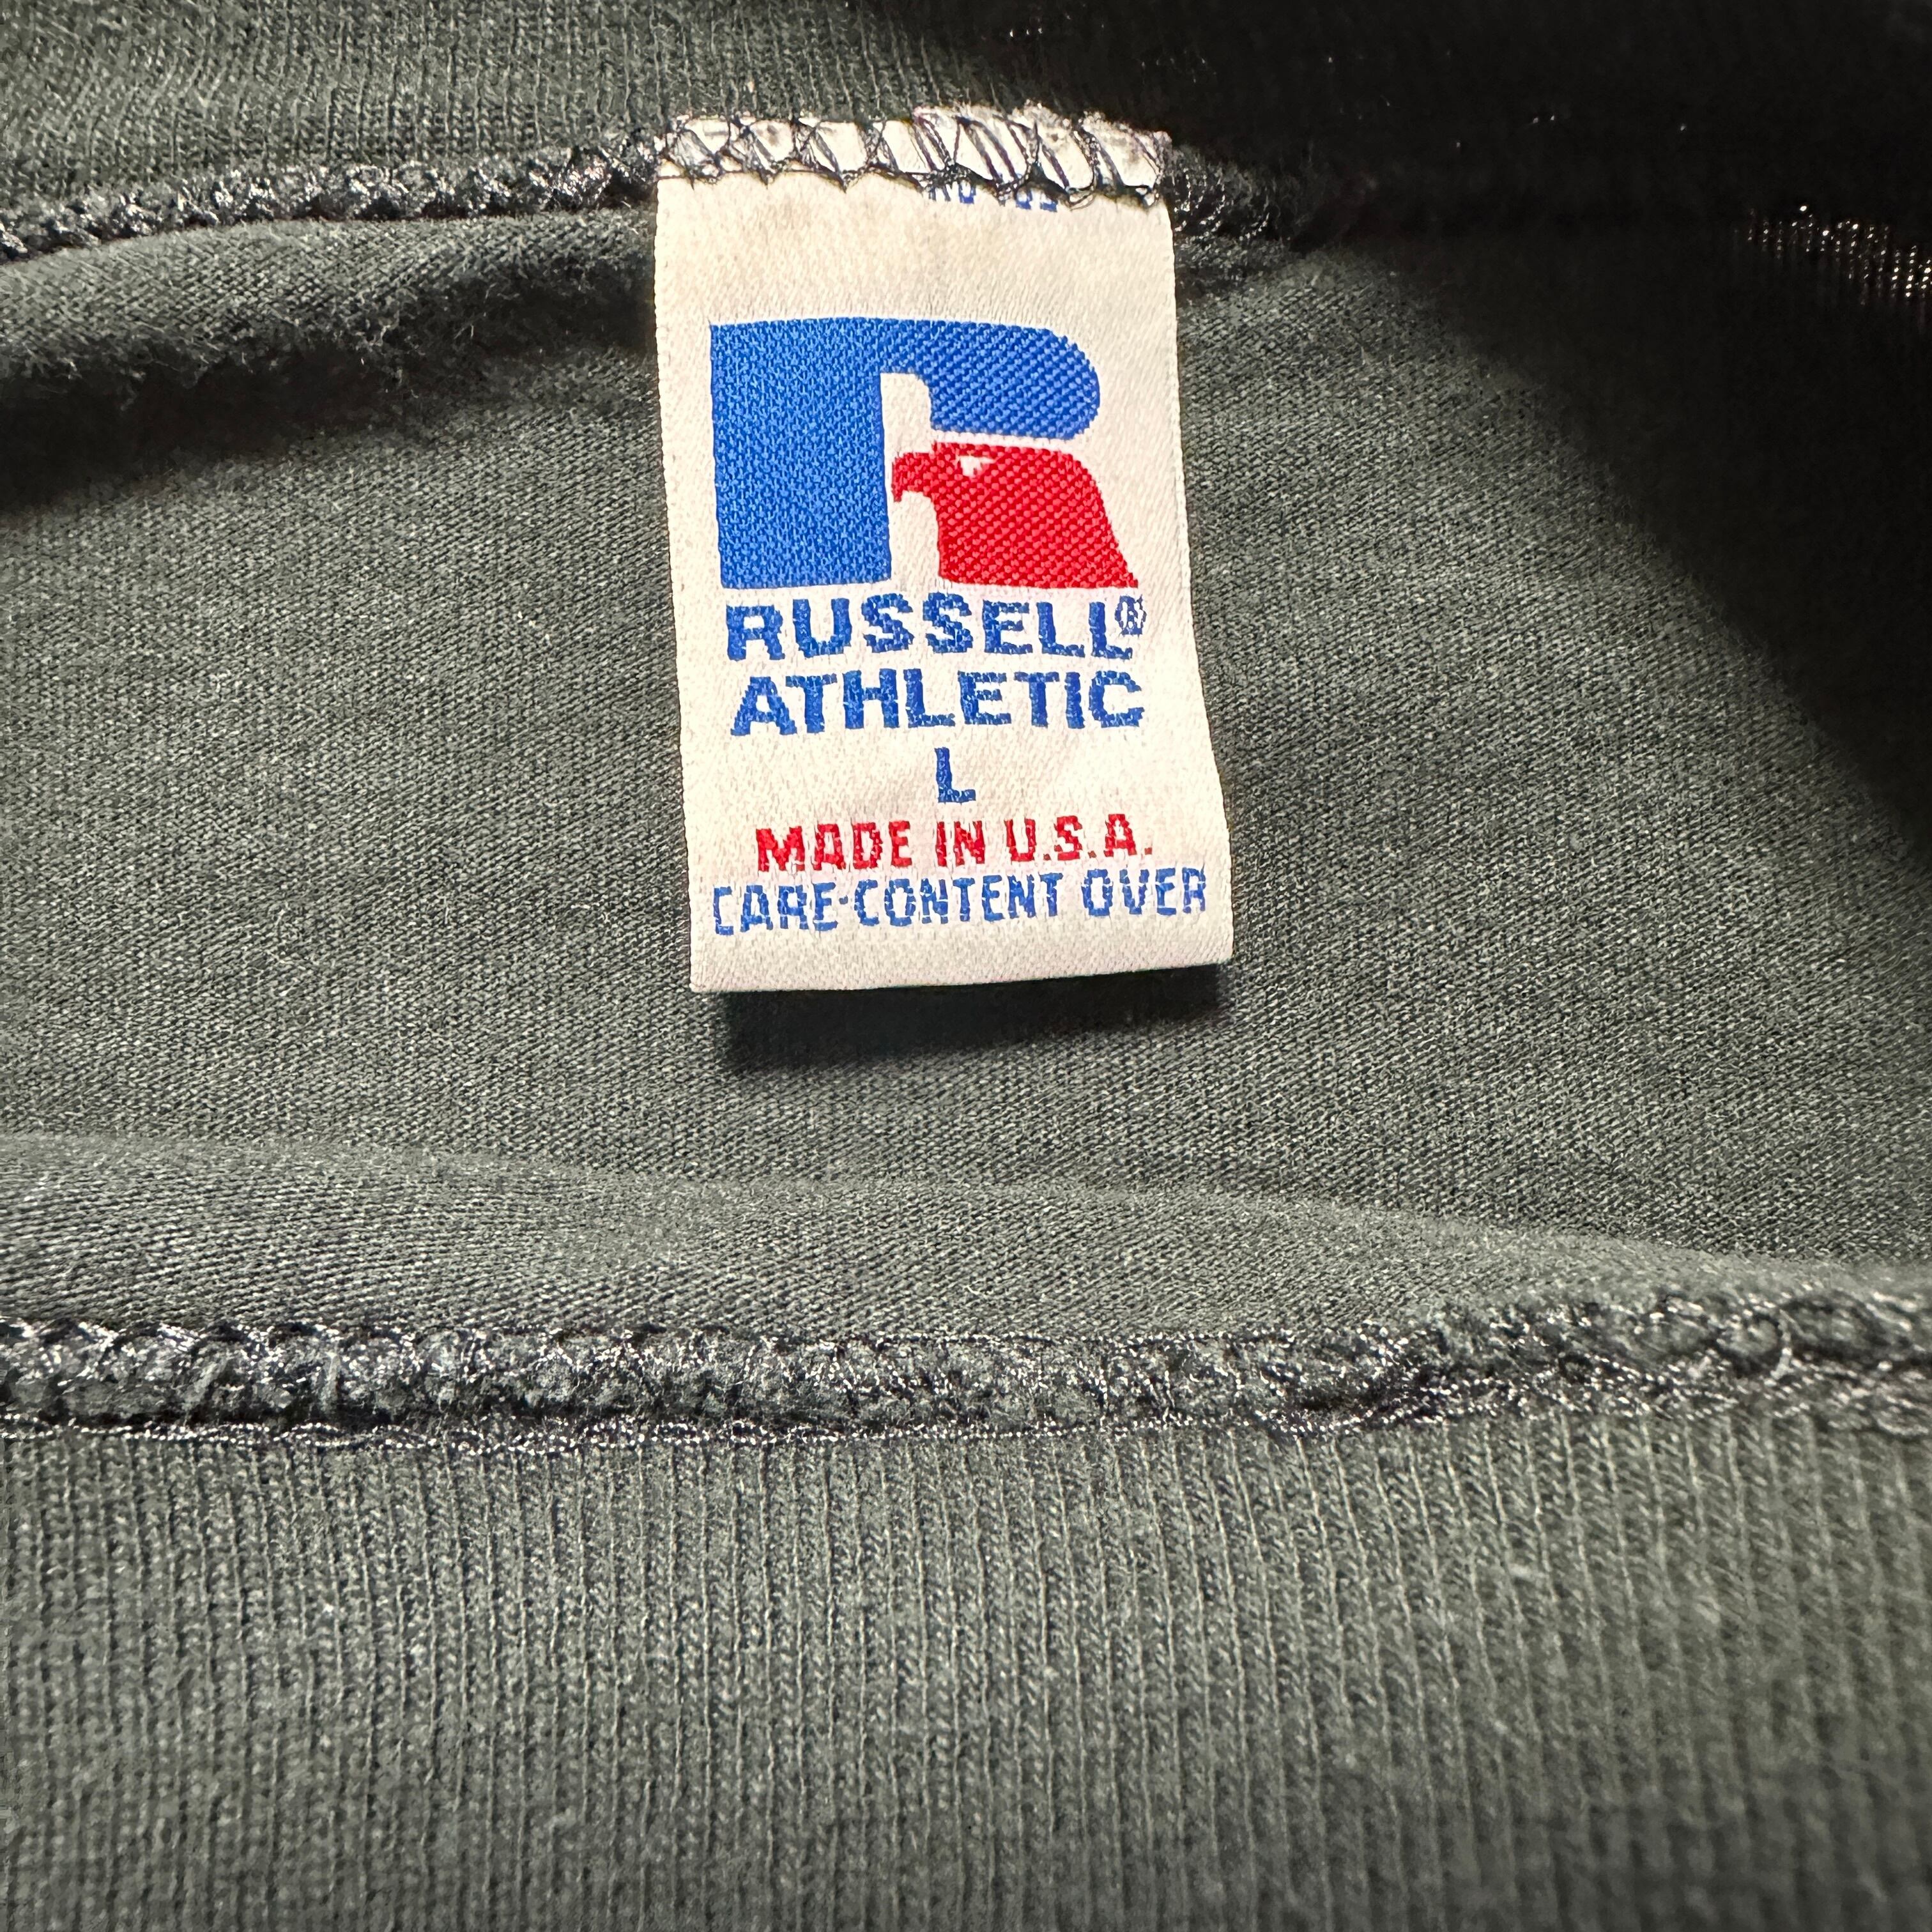 RUSSELL®
ATHLETIC
L
MADE IN U.S.A.
CARE·CONTENT OVER